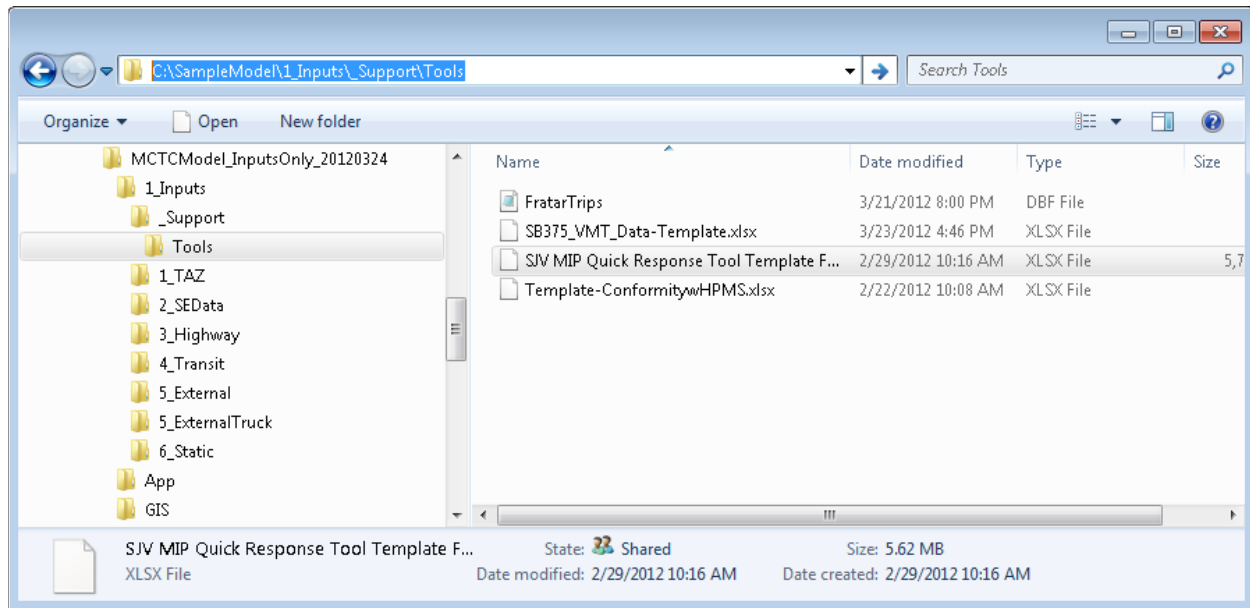 C:\SampleModel\1_Inputs\_Support\Tools
Search Tools
Organize
Open
New folder
MCTCModel_InputsOnly_20120324
1_Inputs
_Support
Tools
1_TAZ
2_SEData
3_Highway
4_Transit
5_External
5_ExternalTruck
6_Static
App
GIS
Name Date modified Type Size
FratarTrips 3/21/2012 8:00 PM DBF File
SB375_VMT_Data-Template.xlsx 3/23/2012 4:46 PM XLSX File
SJV MIP Quick Response Tool Template F... 2/29/2012 10:16 AM XLSX File 5,7
Template-ConformitywHPMS.xlsx 2/22/2012 10:08 AM XLSX File
SJV MIP Quick Response Tool Template F... State: Shared Size: 5.62 MB
XLSX File Date modified: 2/29/2012 10:16 AM Date created: 2/29/2012 10:16 AM